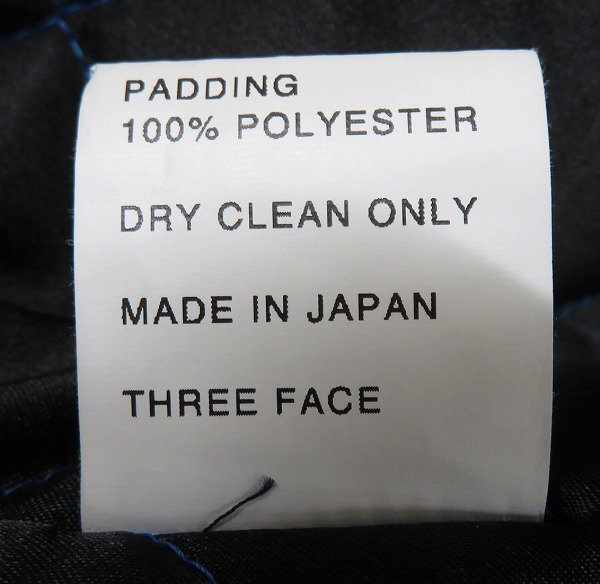 PADDING
100% POLYESTER
DRY CLEAN ONLY
MADE IN JAPAN
THREE FACE